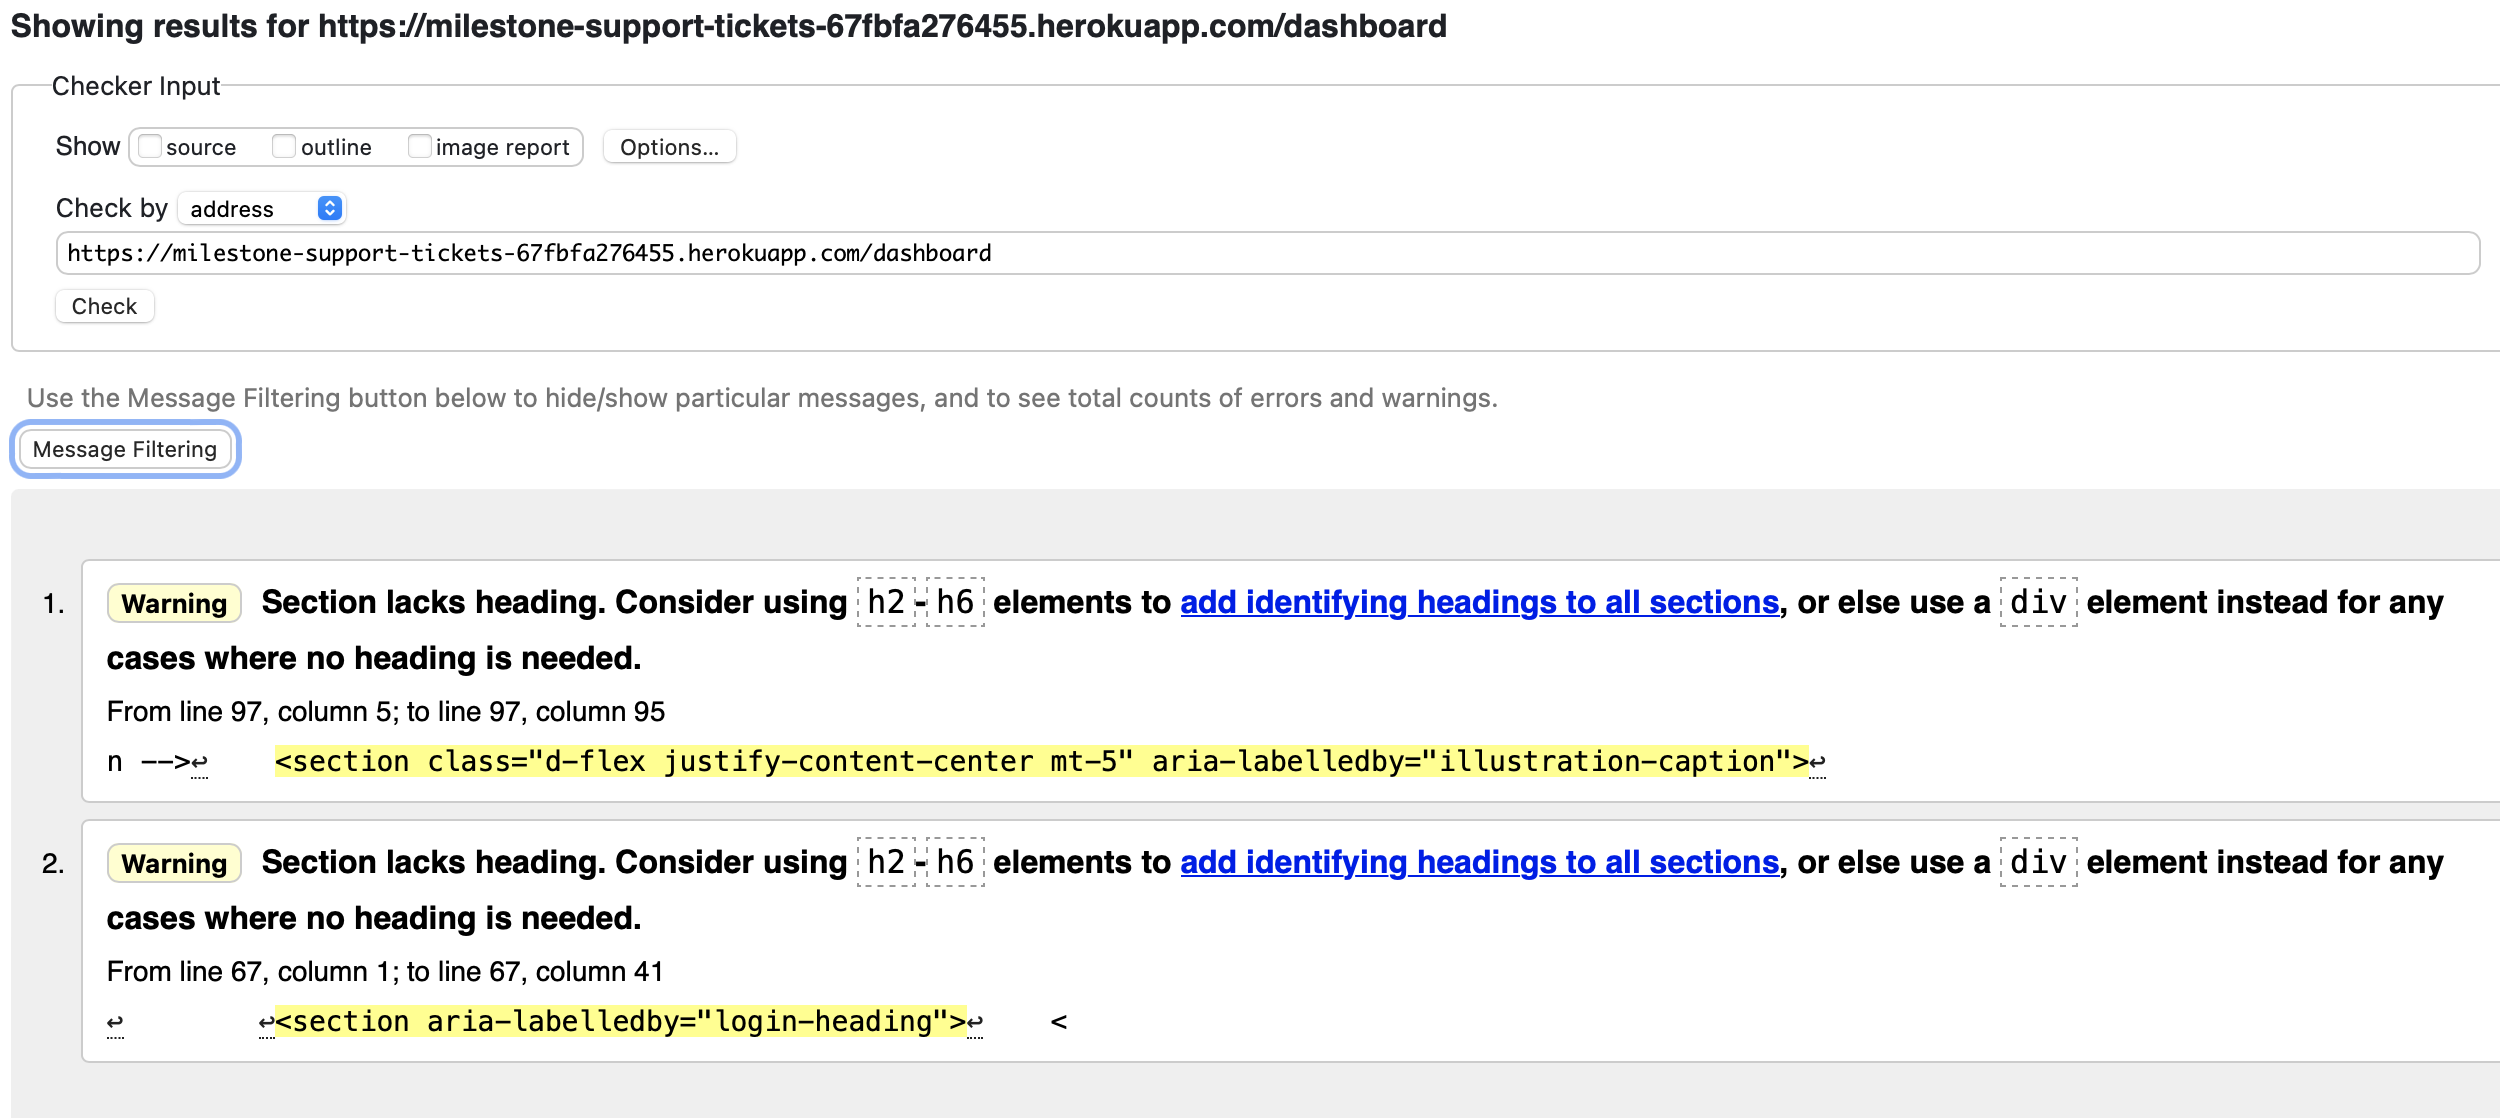 Showing results for https://milestone-support-tickets-67fbfa276455.herokuapp.com/dashboard
Checker Input
Show source outline image report Options...
Check by address
https://milestone-support-tickets-67fbfa276455.herokuapp.com/dashboard
Check
Use the Message Filtering button below to hide/show particular messages, and to see total counts of errors and warnings.
Message Filtering
1. Warning Section lacks heading. Consider using h2-h6 elements to add identifying headings to all sections, or else use a div element instead for any
cases where no heading is needed.
From line 97, column 5; to line 97, column 95
n -->↩ <section class="d-flex justify-content-center mt-5" aria-labelledby="illustration-caption">↩
2. Warning Section lacks heading. Consider using h2-h6 elements to add identifying headings to all sections, or else use a div element instead for any
cases where no heading is needed.
From line 67, column 1; to line 67, column 41
↩ ↩<section aria-labelledby="login-heading">↩ <